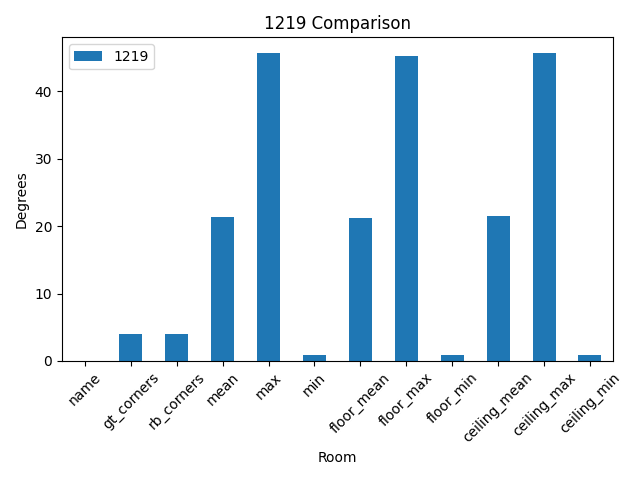 1219 Comparison
1219
Degrees
40
30
20
10
0
name
gt_corners
rb_corners
mean
max
min
floor_mean
floor_max
floor_min
ceiling_mean
ceiling_max
ceiling_min
Room